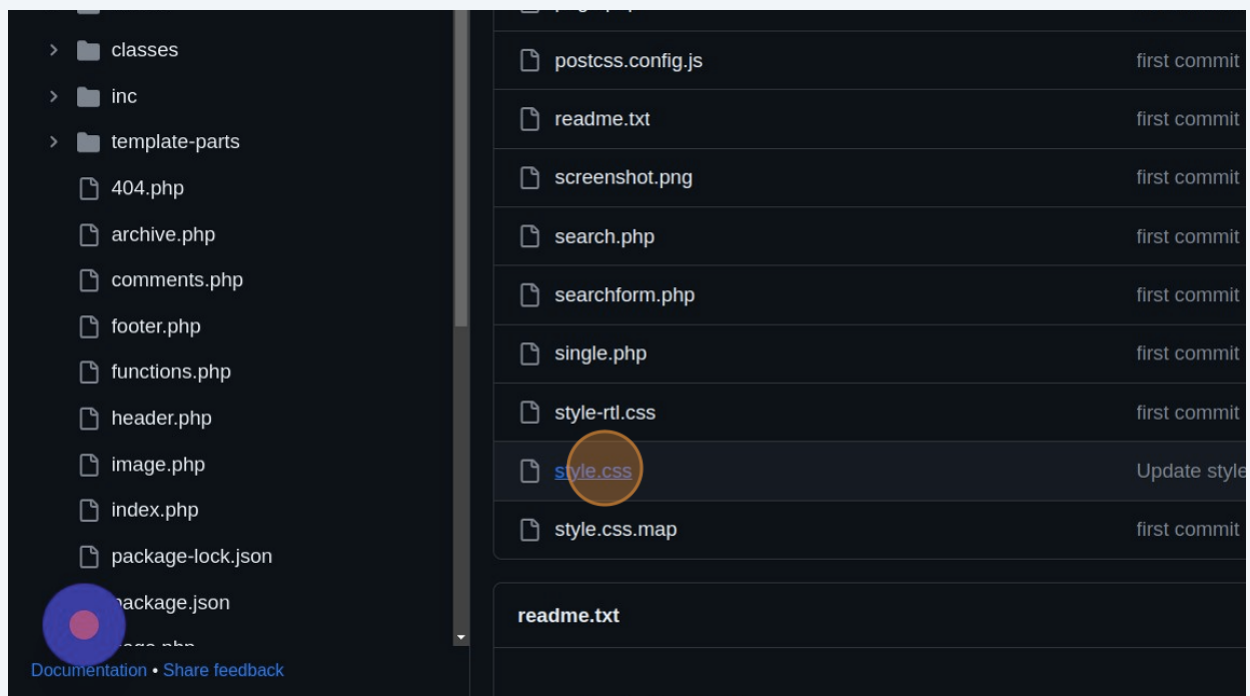 classes
inc
template-parts
404.php
archive.php
comments.php
footer.php
functions.php
header.php
image.php
index.php
package-lock.json
package.json
Documentation • Share feedback
postcss.config.js first commit
readme.txt first commit
screenshot.png first commit
search.php first commit
searchform.php first commit
single.php first commit
style-rtl.css first commit
style.css Update style
style.css.map first commit
readme.txt